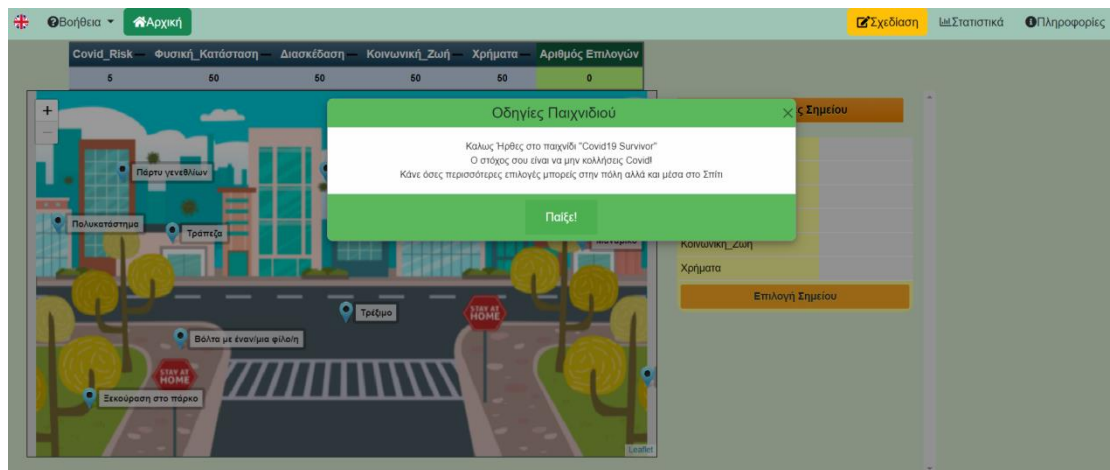 Βοήθεια
Αρχική
Σχεδίαση
Στατιστικά
Πληροφορίες
Covid_Risk Φυσική_Κατάσταση Διασκέδαση Κοινωνική_Ζωή Χρήματα Αριθμός Επιλογών
5 50 50 50 50 0
Οδηγίες Παιχνιδιού
×
Καλως Ήρθες στο παιχνίδι "Covid19 Survivor"
Ο στόχος σου είναι να μην κολλήσεις Covid!
Κάνε όσες περισσότερες επιλογές μπορείς στην πόλη αλλά και μέσα στο Σπίτι
Παίξε!
+
−
Πάρτυ γενεθλίων
Πολυκατάστημα
Τράπεζα
Τρέξιμο
STAY AT
HOME
Βόλτα με έναν/μια φίλο/η
STAY AT
HOME
Ξεκούραση στο πάρκο
Leaflet
Σημείου
Κοινωνική_Ζωή
Χρήματα
Επιλογή Σημείου